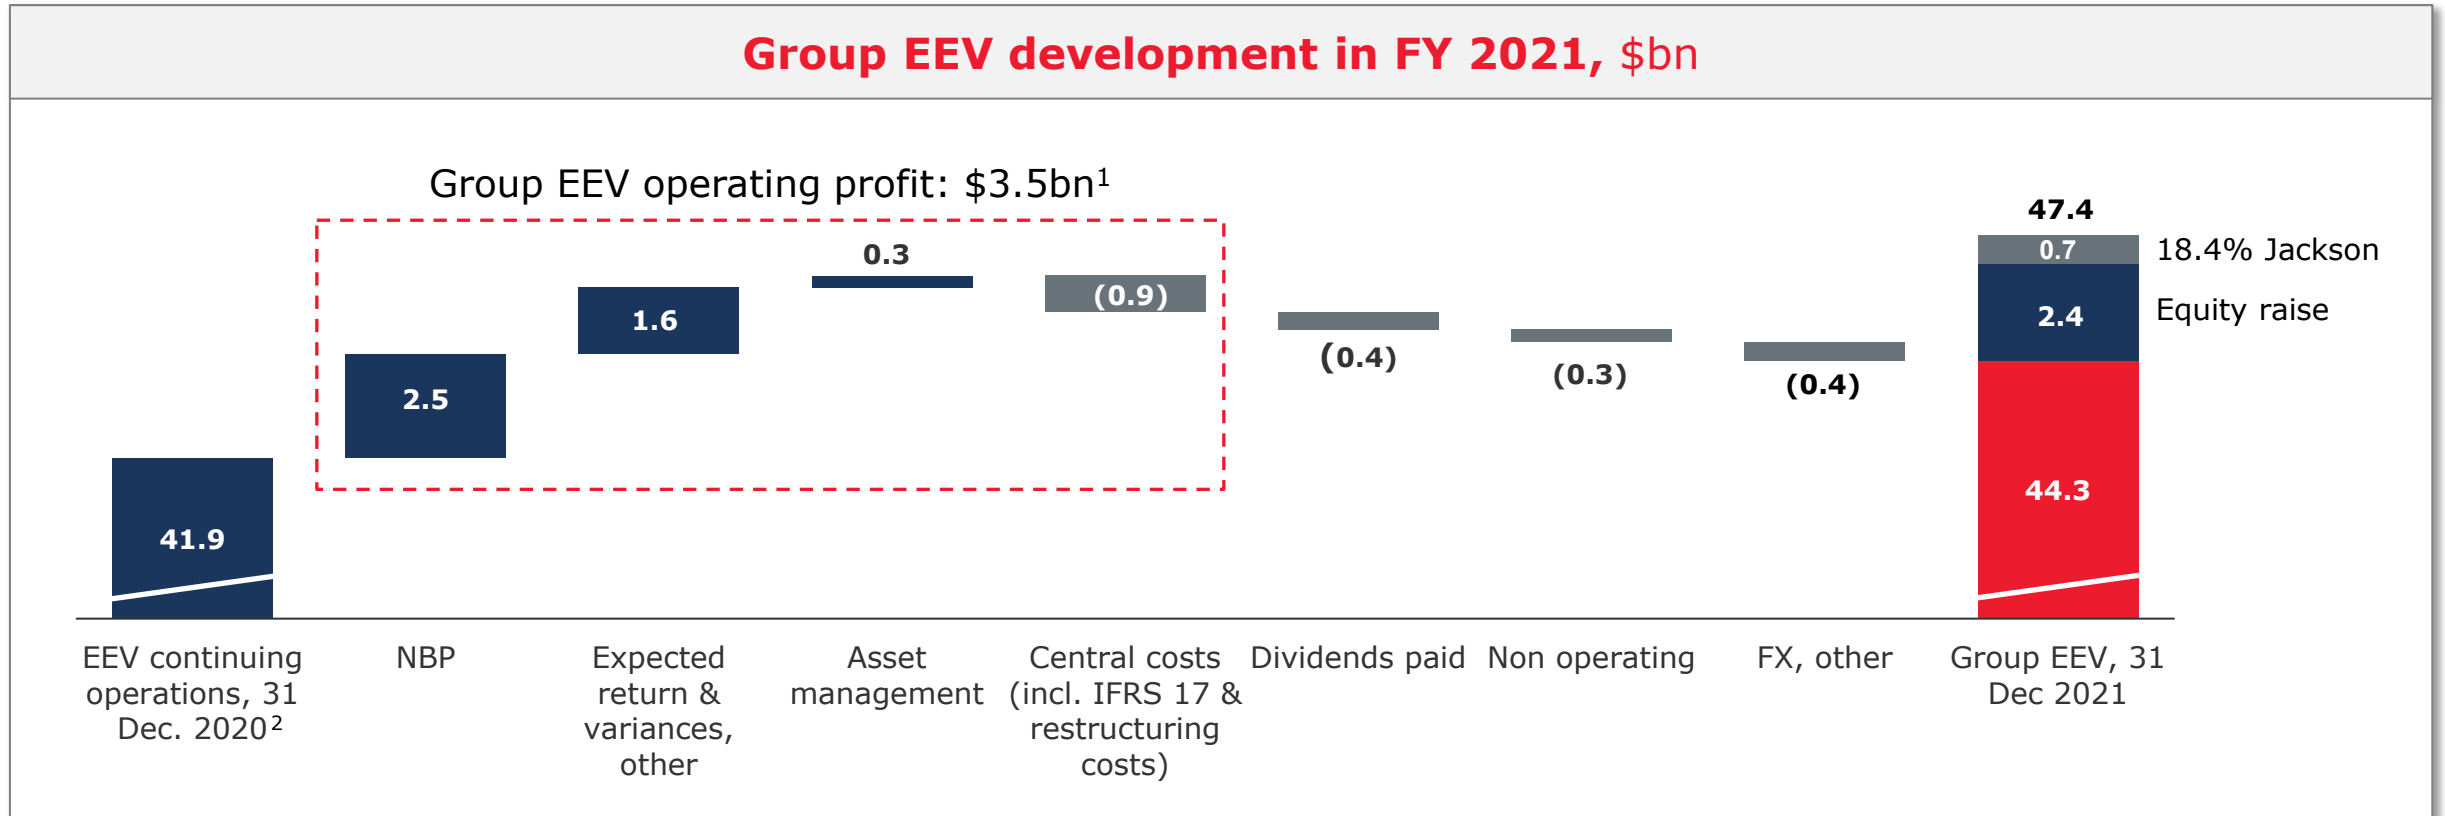 Group EEV development in FY 2021, $bn
Group EEV operating profit: $3.5bn1
41.9
2.5
1.6
0.3
(0.9)
(0.4)
(0.3)
(0.4)
47.4
0.7
18.4% Jackson
2.4
Equity raise
44.3
EEV continuing
operations, 31
Dec. 2020²
NBP
Expected
return &
variances,
other
Asset
management
Central costs
(incl. IFRS 17 &
restructuring
costs)
Dividends paid
Non operating
FX, other
Group EEV, 31
Dec 2021